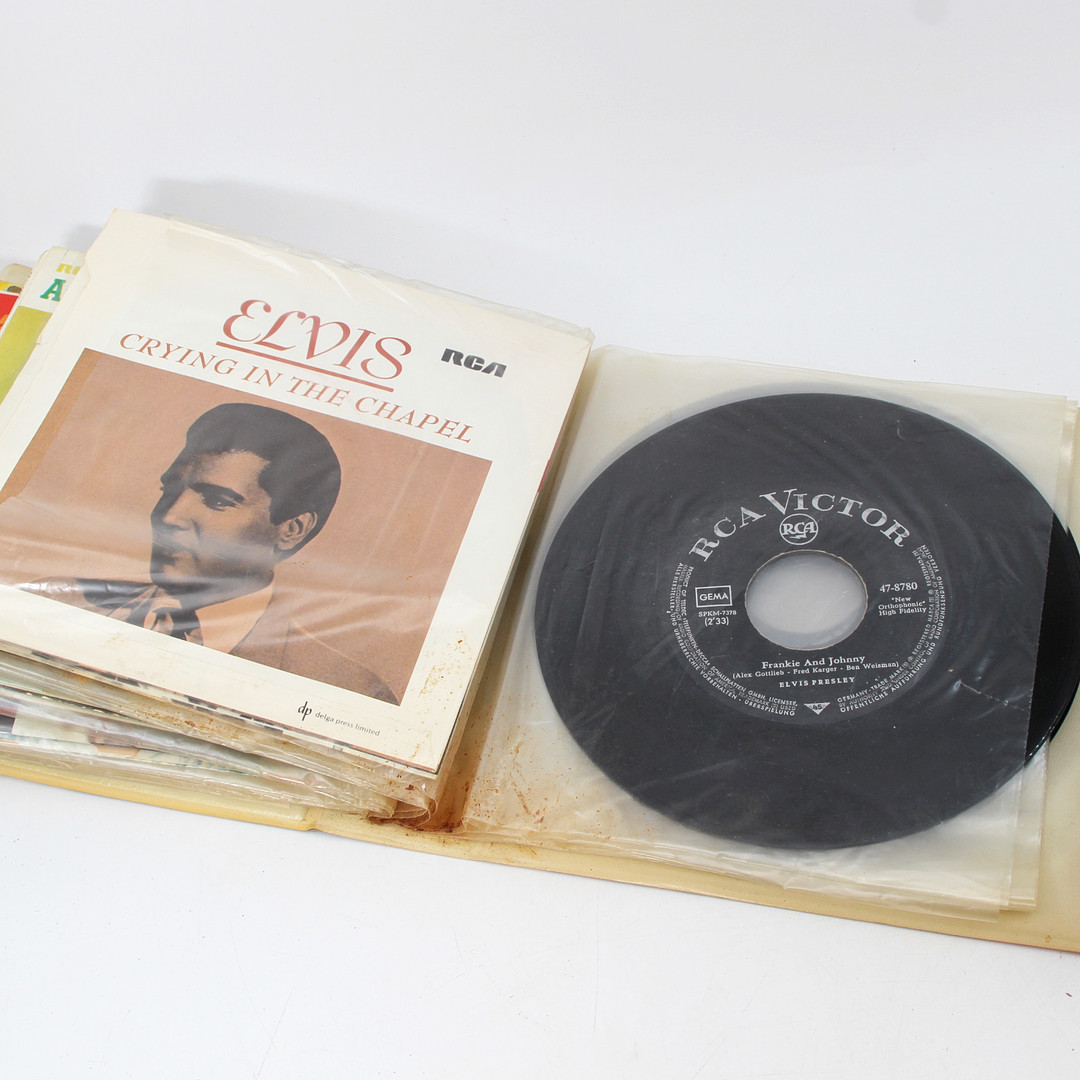 ELVIS
RCA
CRYING IN THE CHAPEL
dp delga press limited
A
RCA VICTOR
RCA
GEMA
SPKM-7378
(2'33)
47-8780
"New
Orthophonic"
High Fidelity
Frankie And Johnny
(Alex Gottlieb - Fred Karger - Ben Weisman)
ELVIS PRESLEY
45